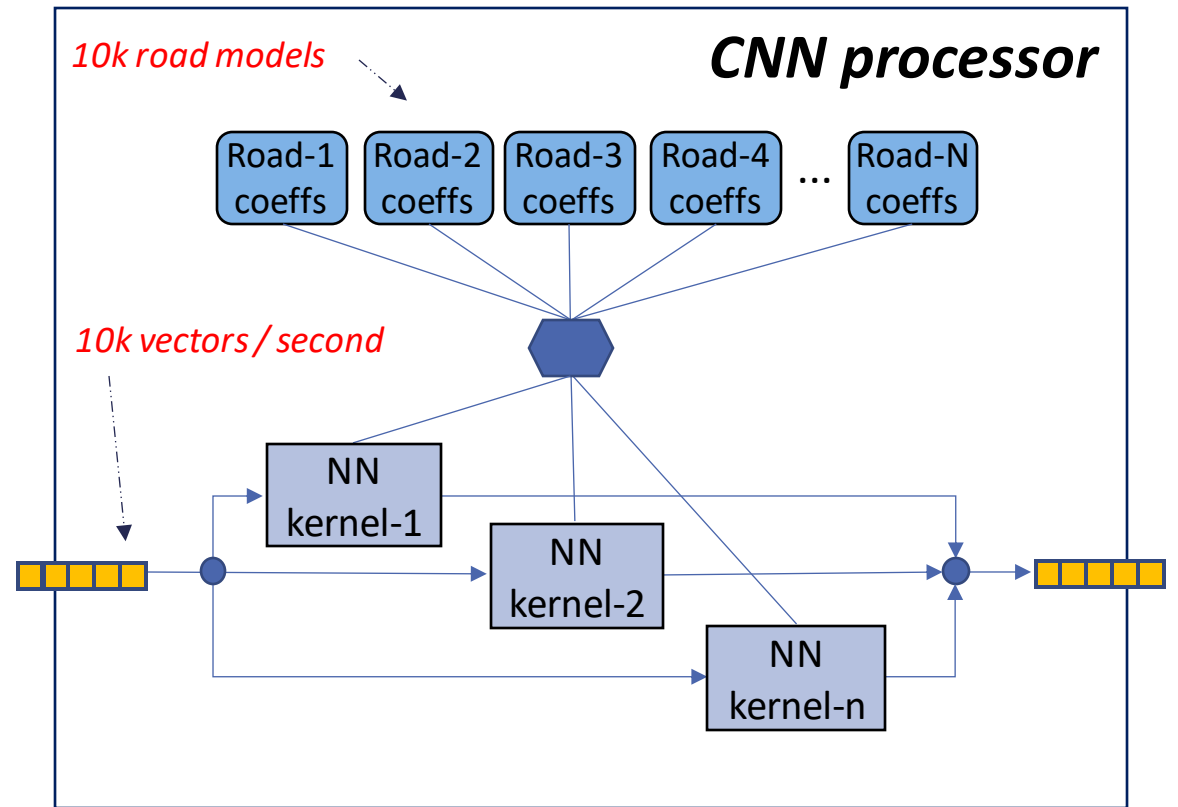 10k road models
CNN processor
Road-1
coeffs
Road-2
coeffs
Road-3
coeffs
Road-4
coeffs
...
Road-N
coeffs
10k vectors / second
NN
kernel-1
NN
kernel-2
NN
kernel-n